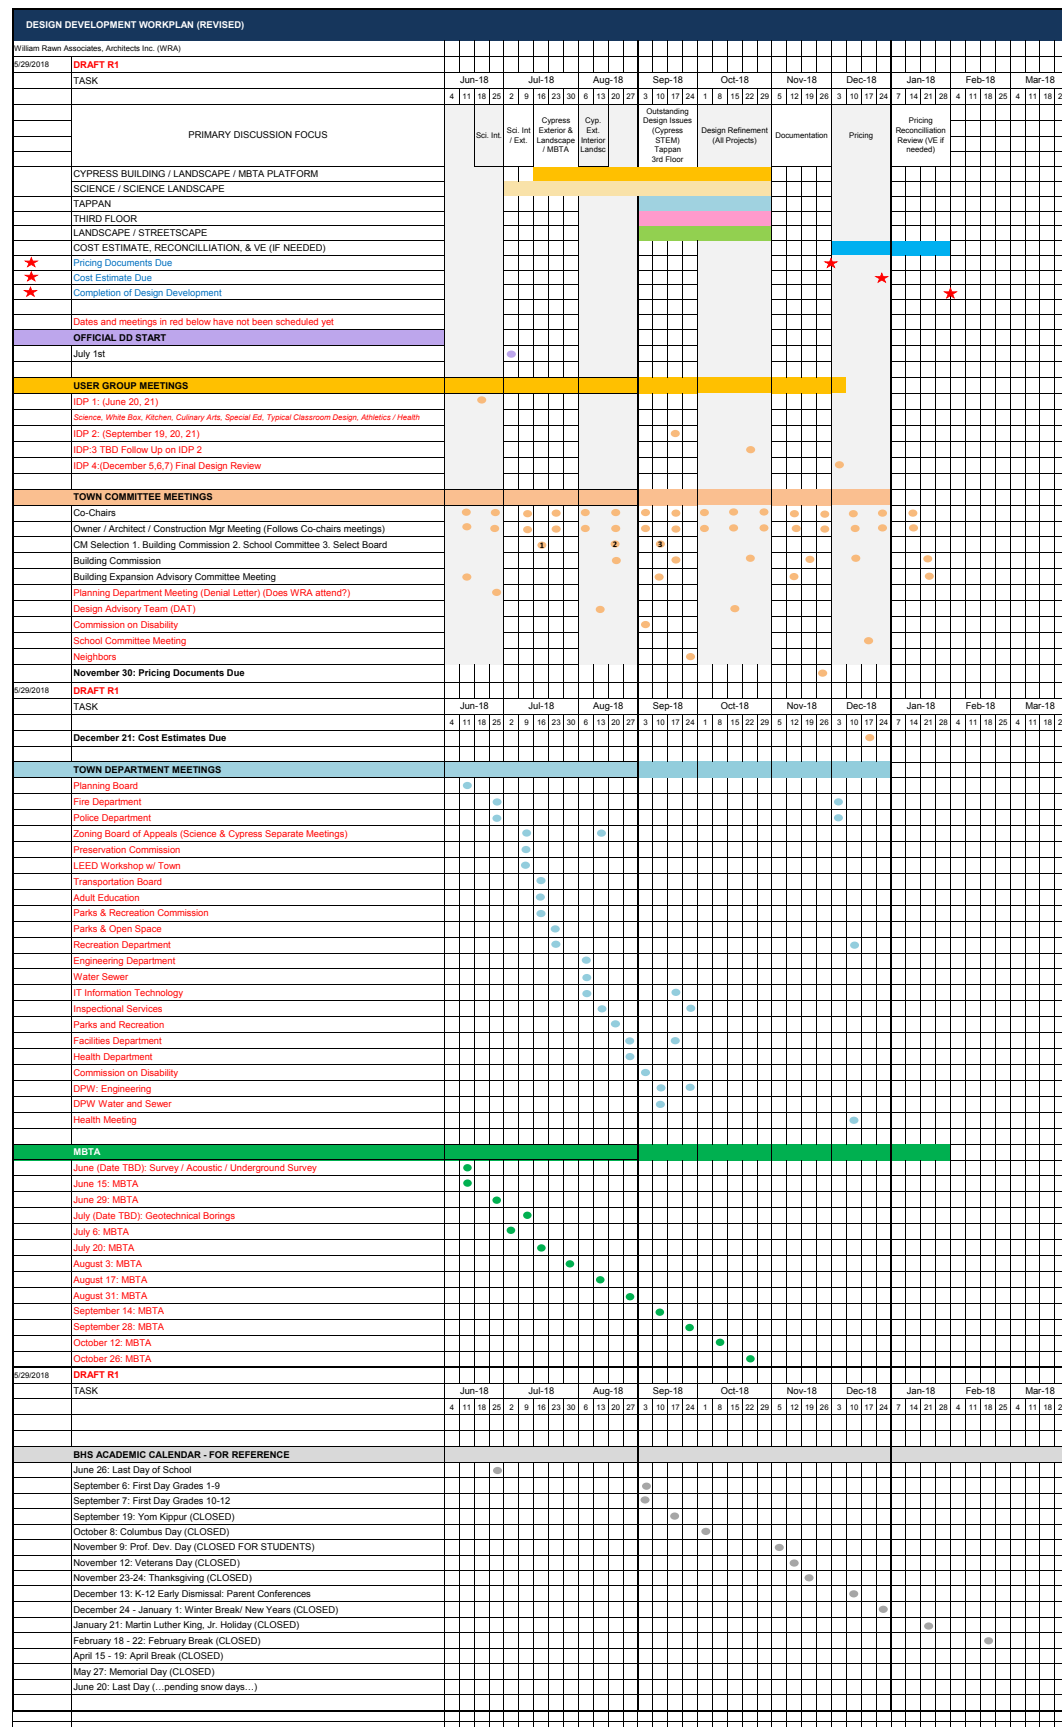 DESIGN DEVELOPMENT WORKPLAN (REVISED)
William Rawn Associates, Architects Inc. (WRA)
5/29/2018 DRAFT R1
TASK Jun-18 Jul-18 Aug-18 Sep-18 Oct-18 Nov-18 Dec-18 Jan-18 Feb-18 Mar-18
4 11 18 25 2 9 16 23 30 6 13 20 27 3 10 17 24 1 8 15 22 29 5 12 19 26 3 10 17 24 7 14 21 28 4 11 18 25 4 11 18 2
PRIMARY DISCUSSION FOCUS
Sci. Int.
Sci. Int
/ Ext.
Cypress
Exterior &
Landscape
/ MBTA
Cyp.
Ext.
Interior
Landsc
Outstanding
Design Issues
(Cypress
STEM)
Tappan
3rd Floor
Design Refinement
(All Projects)
Documentation
Pricing
Pricing
Reconciliation
Review (VE if
needed)
CYPRESS BUILDING / LANDSCAPE / MBTA PLATFORM
SCIENCE / SCIENCE LANDSCAPE
TAPPAN
THIRD FLOOR
LANDSCAPE / STREETSCAPE
COST ESTIMATE, RECONCILLIATION, & VE (IF NEEDED)
Pricing Documents Due
Cost Estimate Due
Completion of Design Development
Dates and meetings in red below have not been scheduled yet
OFFICIAL DD START
July 1st
USER GROUP MEETINGS
IDP 1: (June 20, 21)
Science, White Box, Kitchen, Culinary Arts, Special Ed, Typical Classroom Design, Athletics / Health
IDP 2: (September 19, 20, 21)
IDP:3 TBD Follow Up on IDP 2
IDP 4:(December 5,6,7) Final Design Review
TOWN COMMITTEE MEETINGS
Co-Chairs
Owner / Architect / Construction Mgr Meeting (Follows Co-chairs meetings)
CM Selection 1. Building Commission 2. School Committee 3. Select Board 1 2 3
Building Commission
Building Expansion Advisory Committee Meeting
Planning Department Meeting (Denial Letter) (Does WRA attend?)
Design Advisory Team (DAT)
Commission on Disability
School Committee Meeting
Neighbors
November 30: Pricing Documents Due
5/29/2018 DRAFT R1
TASK Jun-18 Jul-18 Aug-18 Sep-18 Oct-18 Nov-18 Dec-18 Jan-18 Feb-18 Mar-18
4 11 18 25 2 9 16 23 30 6 13 20 27 3 10 17 24 1 8 15 22 29 5 12 19 26 3 10 17 24 7 14 21 28 4 11 18 25 4 11 18 2
December 21: Cost Estimates Due
TOWN DEPARTMENT MEETINGS
Planning Board
Fire Department
Police Department
Zoning Board of Appeals (Science & Cypress Separate Meetings)
Preservation Commission
LEED Workshop w/ Town
Transportation Board
Adult Education
Parks & Recreation Commission
Parks & Open Space
Recreation Department
Engineering Department
Water Sewer
IT Information Technology
Inspectional Services
Parks and Recreation
Facilities Department
Health Department
Commission on Disability
DPW: Engineering
DPW Water and Sewer
Health Meeting
MBTA
June (Date TBD): Survey / Acoustic / Underground Survey
June 15: MBTA
June 29: MBTA
July (Date TBD): Geotechnical Borings
July 6: MBTA
July 20: MBTA
August 3: MBTA
August 17: MBTA
August 31: MBTA
September 14: MBTA
September 28: MBTA
October 12: MBTA
October 26: MBTA
5/29/2018 DRAFT R1
TASK Jun-18 Jul-18 Aug-18 Sep-18 Oct-18 Nov-18 Dec-18 Jan-18 Feb-18 Mar-18
4 11 18 25 2 9 16 23 30 6 13 20 27 3 10 17 24 1 8 15 22 29 5 12 19 26 3 10 17 24 7 14 21 28 4 11 18 25 4 11 18 2
BHS ACADEMIC CALENDAR - FOR REFERENCE
June 26: Last Day of School
September 6: First Day Grades 1-9
September 7: First Day Grades 10-12
September 19: Yom Kippur (CLOSED)
October 8: Columbus Day (CLOSED)
November 9: Prof. Dev. Day (CLOSED FOR STUDENTS)
November 12: Veterans Day (CLOSED)
November 23-24: Thanksgiving (CLOSED)
December 13: K-12 Early Dismissal: Parent Conferences
December 24 - January 1: Winter Break/ New Years (CLOSED)
January 21: Martin Luther King, Jr. Holiday (CLOSED)
February 18 - 22: February Break (CLOSED)
April 15 - 19: April Break (CLOSED)
May 27: Memorial Day (CLOSED)
June 20: Last Day (...pending snow days...)